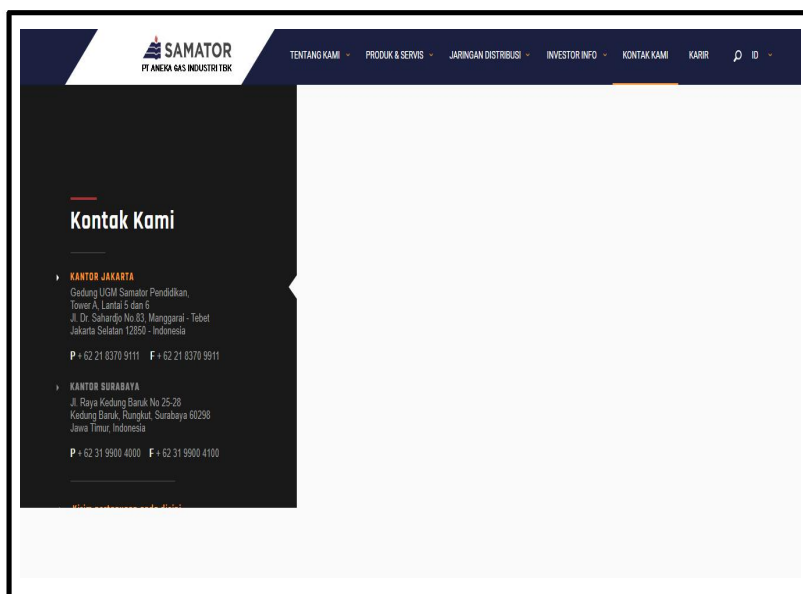 SAMATOR
PT ANEKA GAS INDUSTRI TBK
TENTANG KAMI PRODUK & SERVIS JARINGAN DISTRIBUSI INVESTOR INFO KONTAK KAMI KARIR ID
Kontak Kami
KANTOR JAKARTA
Gedung UGM Samator Pendidikan,
Tower A, Lantai 5 dan 6
Jl. Dr. Sahardjo No.83, Manggarai - Tebet
Jakarta Selatan 12850 - Indonesia
P + 62 21 8370 9111 F + 62 21 8370 9911
KANTOR SURABAYA
Jl. Raya Kedung Baruk No 25-28
Kedung Baruk, Rungkut, Surabaya 60298
Jawa Timur, Indonesia
P + 62 31 9900 4000 F + 62 31 9900 4100